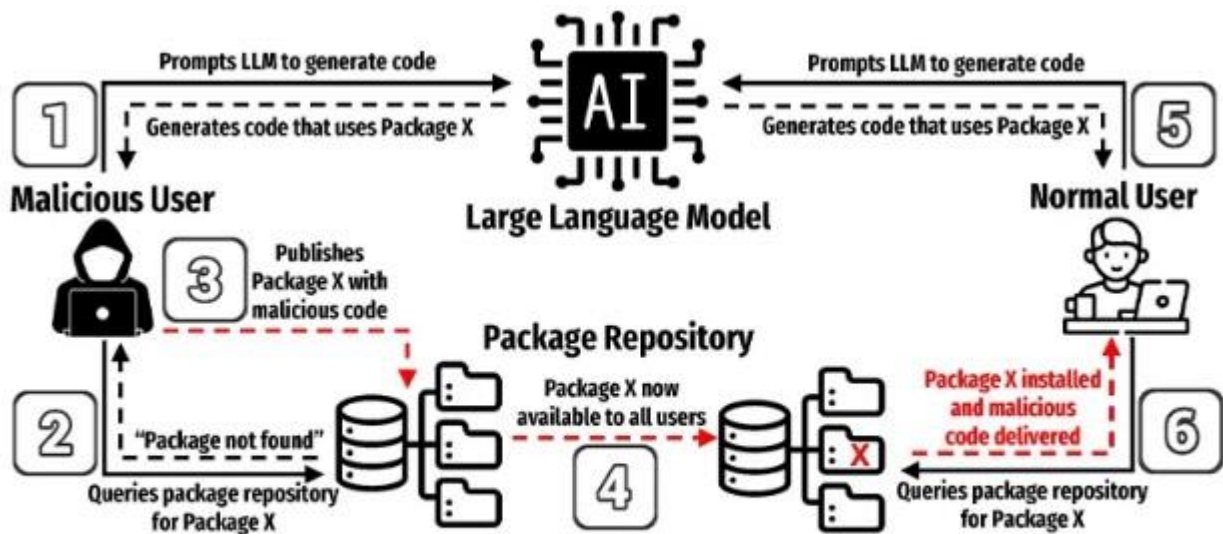 Prompts LLM to generate code
Prompts LLM to generate code
AI
1
5
Generates code that uses Package X
Generates code that uses Package X
Malicious User
Large Language Model
Normal User
3
Publishes
Package X with
malicious code
Package Repository
Package X now
available to all users
Package X installed
and malicious
code delivered
2
"Package not found"
4
X
6
Queries package repository
for Package X
Queries package repository
for Package X